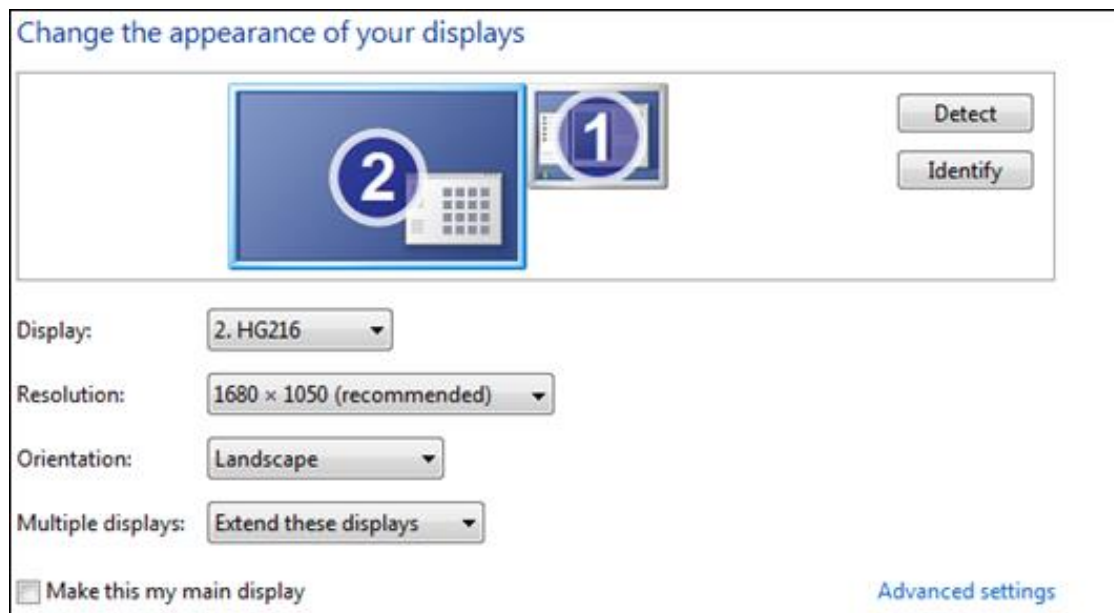 Change the appearance of your displays
2
1
Detect
Identify
Display:
2. HG216
Resolution:
1680 × 1050 (recommended)
Orientation:
Landscape
Multiple displays:
Extend these displays
Make this my main display
Advanced settings